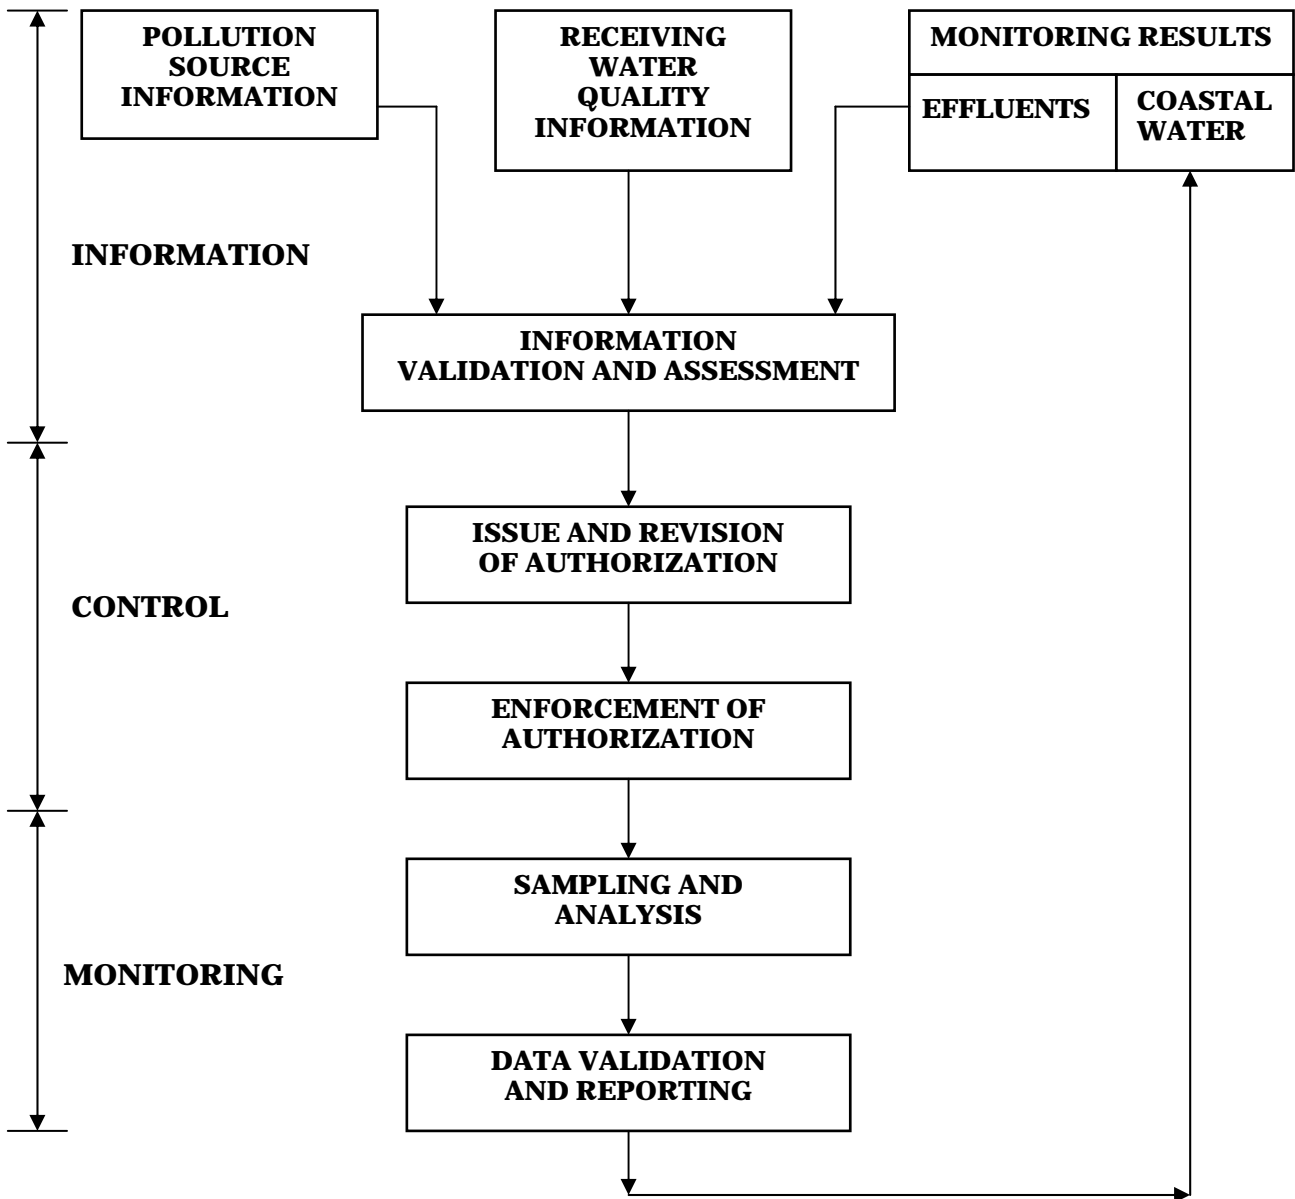 POLLUTION
SOURCE
INFORMATION
RECEIVING
WATER
QUALITY
INFORMATION
MONITORING RESULTS
EFFLUENTS
COASTAL
WATER
INFORMATION
INFORMATION
VALIDATION AND ASSESSMENT
ISSUE AND REVISION
OF AUTHORIZATION
CONTROL
ENFORCEMENT OF
AUTHORIZATION
SAMPLING AND
ANALYSIS
MONITORING
DATA VALIDATION
AND REPORTING